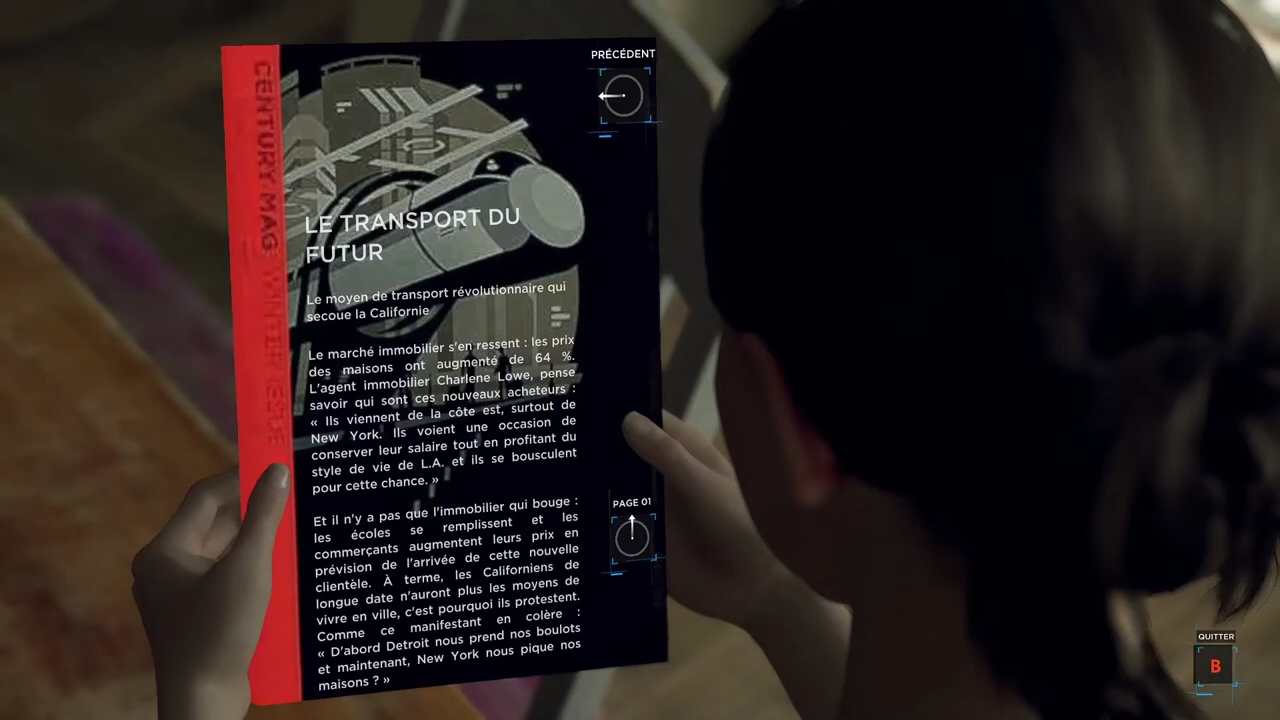 PRÉCÉDENT
CENTURY MAG
LE TRANSPORT DU
FUTUR
Le moyen de transport révolutionnaire qui
secoue la Californie
Le marché immobilier s'en ressent : les prix
des maisons ont augmenté de 64 %.
L'agent immobilier Charlene Lowe, pense
savoir qui sont ces nouveaux acheteurs :
« Ils viennent de la côte est, surtout de
New York. Ils voient une occasion de
conserver leur salaire tout en profitant du
style de vie de L.A. et ils se bousculent
pour cette chance. »
Et il n'y a pas que l'immobilier qui bouge :
les écoles se remplissent et les
commerçants augmentent leurs prix en
prévision de l'arrivée de cette nouvelle
clientèle. À terme, les Californiens de
longue date n'auront plus les moyens de
vivre en ville, c'est pourquoi ils protestent.
Comme ce manifestant en colère :
« D'abord Detroit nous prend nos boulots
et maintenant, New York nous pique nos
maisons ? »
PAGE 01
QUITTER
B